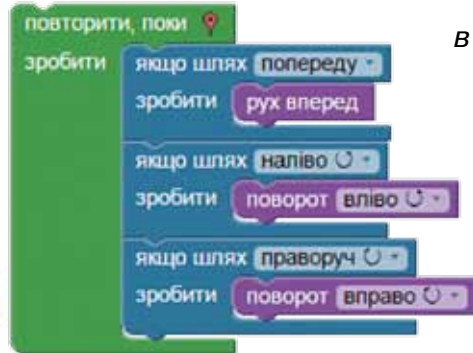 повторити, поки
в
зробити
якщо шлях попереду
зробити рух вперед
якщо шлях наліво
зробити поворот вліво
якщо шлях праворуч
зробити поворот вправо